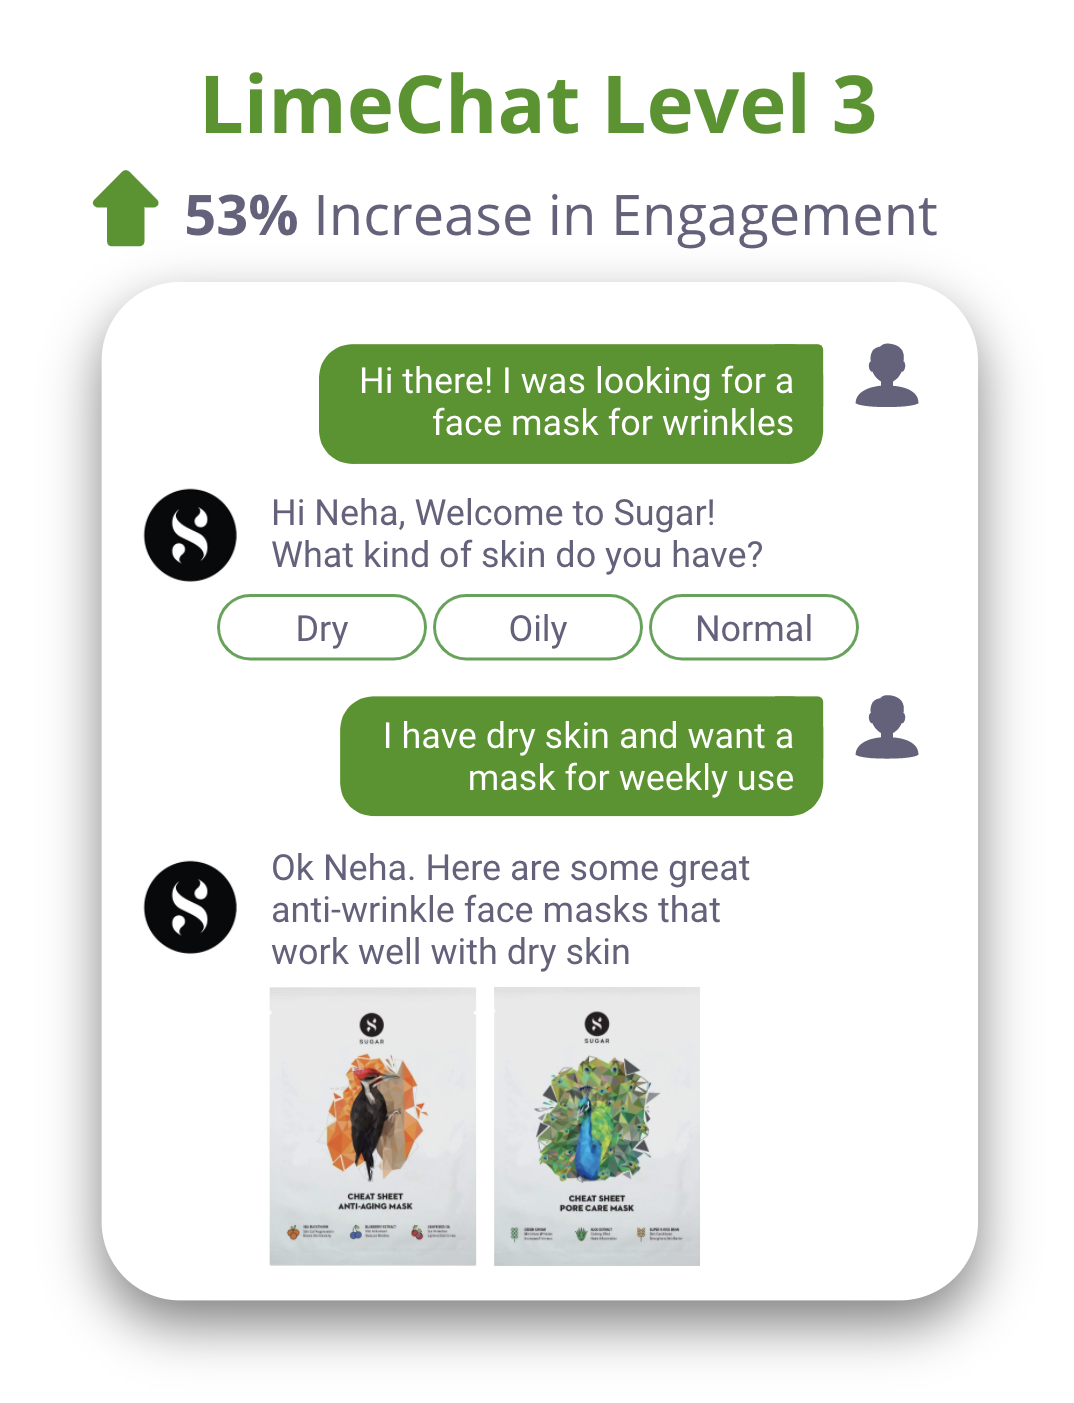 LimeChat Level 3
53% Increase in Engagement
Hi there! I was looking for a
face mask for wrinkles
Hi Neha, Welcome to Sugar!
What kind of skin do you have?
Dry
Oily
Normal
I have dry skin and want a
mask for weekly use
Ok Neha. Here are some great
anti-wrinkle face masks that
work well with dry skin
SUGAR
CHEAT SHEET
ANTI-AGING MASK
SUGAR
CHEAT SHEET
PORE CARE MASK